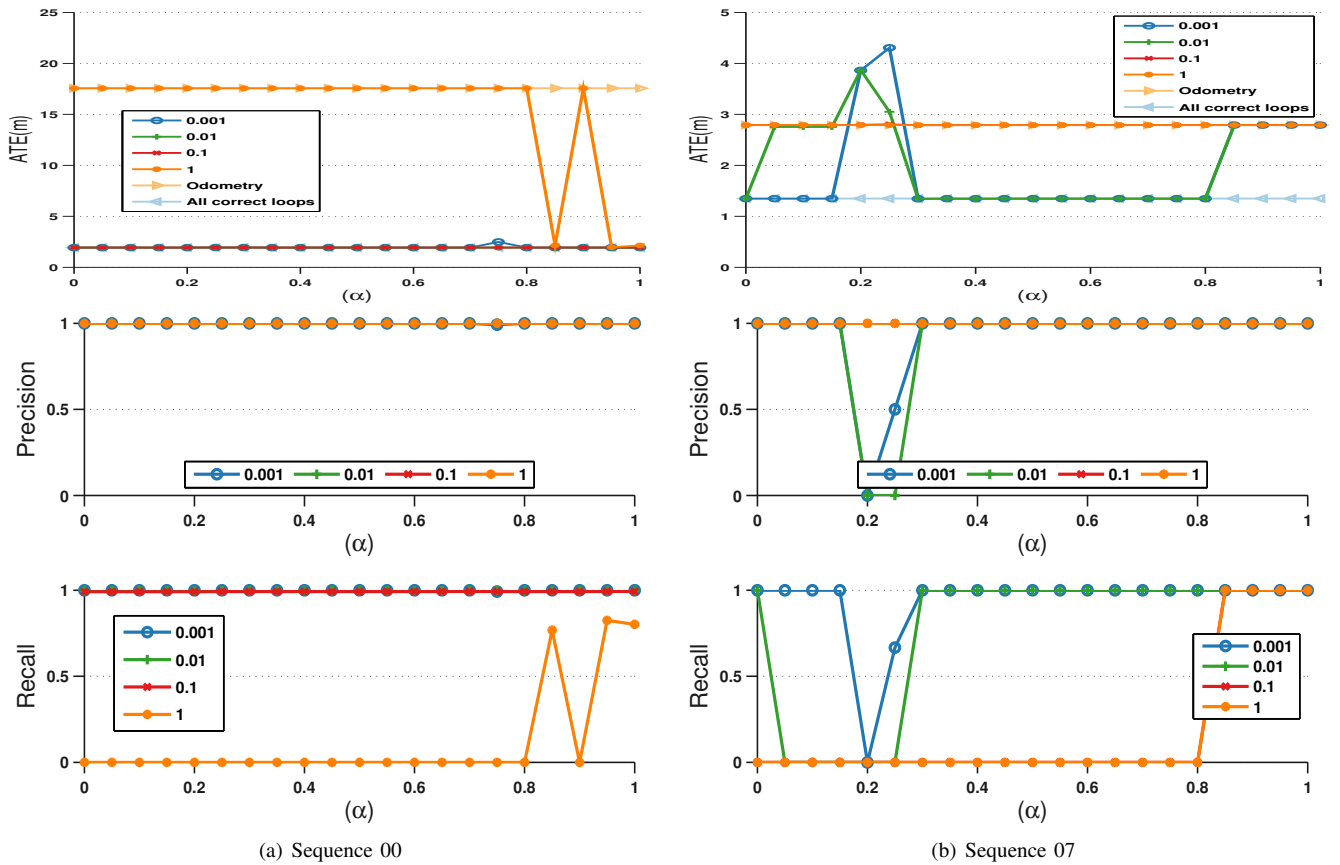 25
20
15
10
5
0
ATE(m)
0.001
0.01
0.1
1
Odometry
All correct loops
0 0.2 0.4 0.6 0.8 1
(α)
5
4
3
2
1
0
ATE(m)
0.001
0.01
0.1
1
Odometry
All correct loops
0 0.2 0.4 0.6 0.8 1
(α)
1
0.5
0
Precision
0.001 0.01 0.1 1
0 0.2 0.4 0.6 0.8 1
(α)
1
0.5
0
Precision
0.001 0.01 0.1 1
0 0.2 0.4 0.6 0.8 1
(α)
1
0.5
0
Recall
0.001
0.01
0.1
1
0 0.2 0.4 0.6 0.8 1
(α)
1
0.5
0
Recall
0.001
0.01
0.1
1
0 0.2 0.4 0.6 0.8 1
(α)
(a) Sequence 00
(b) Sequence 07